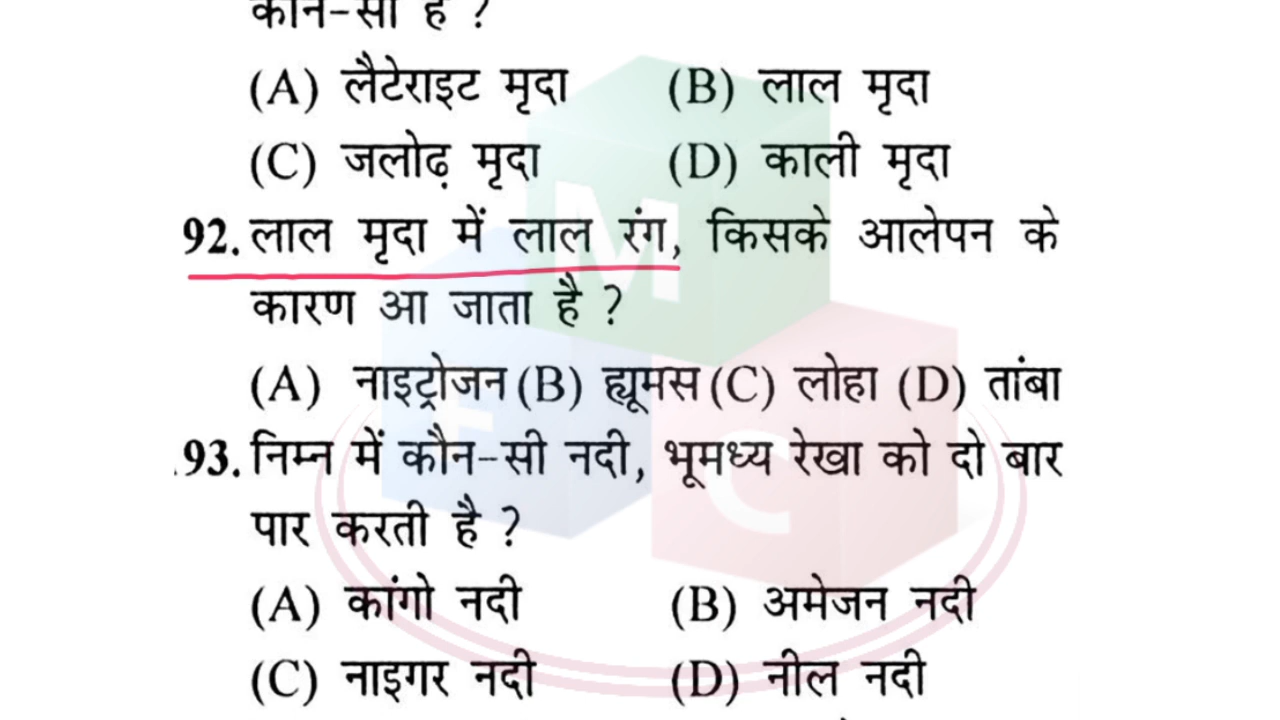 कौन-सी है ?
(A) लैटेराइट मृदा (B) लाल मृदा
(C) जलोढ़ मृदा (D) काली मृदा
92. लाल मृदा में लाल रंग, किसके आलेपन के
कारण आ जाता है ?
(A) नाइट्रोजन (B) ह्यूमस (C) लोहा (D) तांबा
93. निम्न में कौन-सी नदी, भूमध्य रेखा को दो बार
पार करती है ?
(A) कांगो नदी (B) अमेजन नदी
(C) नाइगर नदी (D) नील नदी
M
F
C